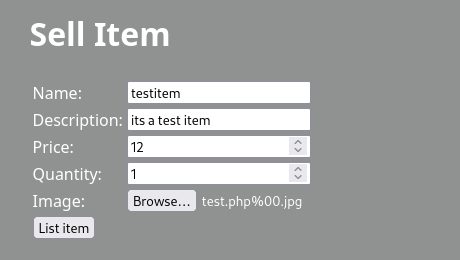 Sell Item
Name: testitem
Description: its a test item
Price: 12
Quantity: 1
Image: Browse... test.php%00.jpg
List item